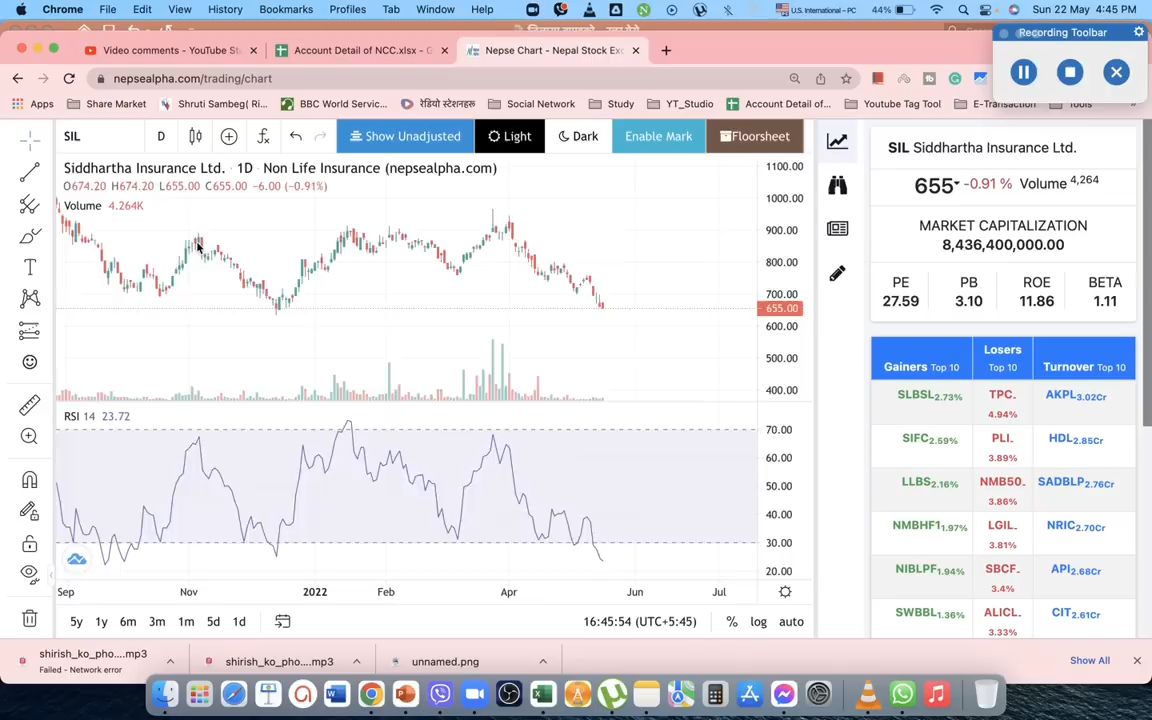 Chrome File Edit View History Bookmarks Profiles Tab Window Help U.S. International – PC 44% Sun 22 May 4:45 PM
Recording Toolbar
Video comments - YouTube St Account Detail of NCC.xlsx - G Nepse Chart - Nepal Stock Exc
nepsealpha.com/trading/chart
Apps Share Market Shruti Sambeg( Ri... BBC World Servic... रेडियो स्टेशनहरू Social Network Study YT_Studio Account Detail of... Youtube Tag Tool E-Transaction Tools
SIL D Show Unadjusted Light Dark Enable Mark Floorsheet
Siddhartha Insurance Ltd. · 1D · Non Life Insurance (nepsealpha.com)
O674.20 H674.20 L655.00 C655.00 -6.00 (-0.91%)
Volume 4.264K
1100.00
1000.00
900.00
800.00
700.00
655.00
600.00
500.00
400.00
RSI 14 23.72
70.00
60.00
50.00
40.00
30.00
20.00
Sep Nov 2022 Feb Apr Jun Jul
5y 1y 6m 3m 1m 5d 1d 16:45:54 (UTC+5:45) % log auto
SIL Siddhartha Insurance Ltd.
655 -0.91 % Volume 4,264
MARKET CAPITALIZATION
8,436,400,000.00
PE PB ROE BETA
27.59 3.10 11.86 1.11
Gainers Top 10 Losers Top 10 Turnover Top 10
SLBSL2.73% TPC. 4.94% AKPL3.02Cr
SIFC2.59% PLI. 3.89% HDL2.85Cr
LLBS2.16% NMB50. 3.86% SADBLP2.76Cr
NMBHF11.97% LGIL. 3.81% NRIC2.70Cr
NIBLPF1.94% SBCF. 3.4% API2.68Cr
SWBBL1.36% ALICL. 3.33% CIT2.61Cr
shirish_ko_pho....mp3 shirish_ko_pho....mp3 unnamed.png Show All
Failed - Network error